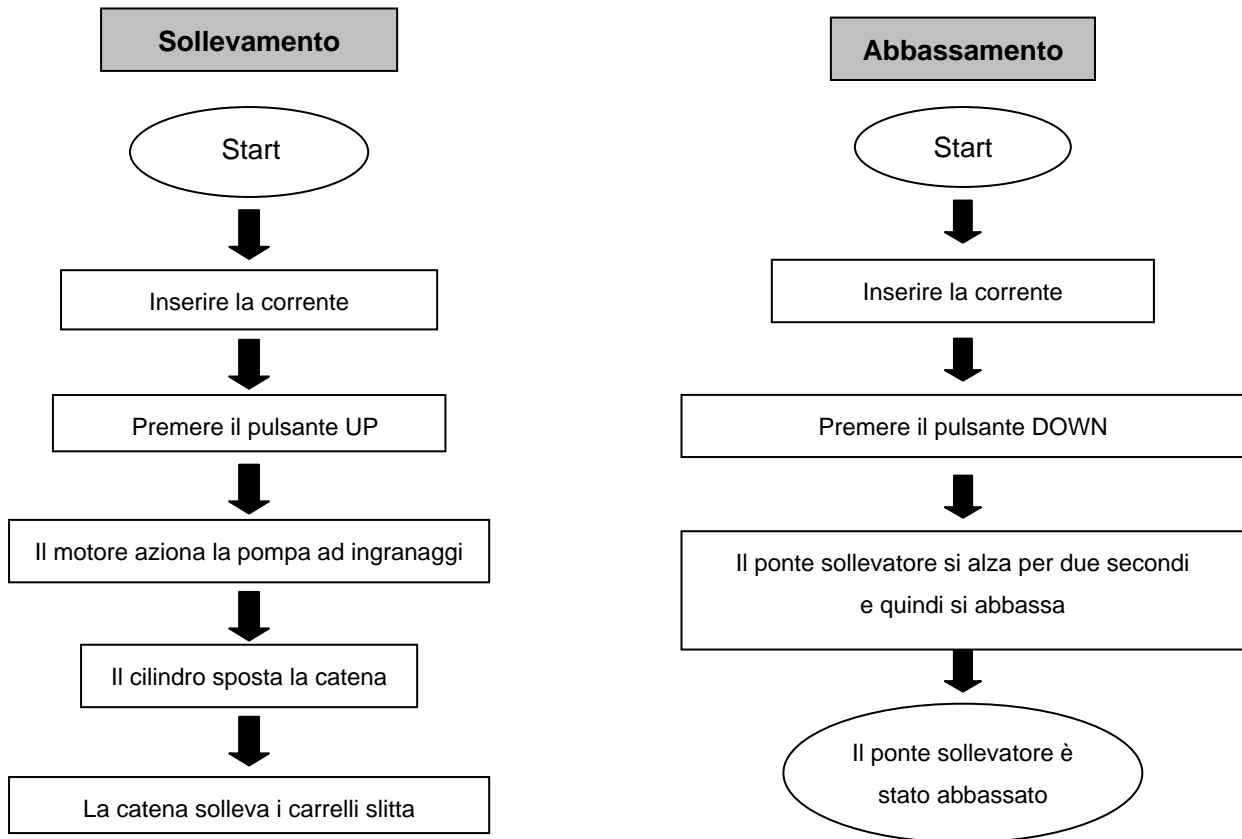 Sollevamento
Start
Inserire la corrente
Premere il pulsante UP
Il motore aziona la pompa ad ingranaggi
Il cilindro sposta la catena
La catena solleva i carrelli slitta
Abbassamento
Start
Inserire la corrente
Premere il pulsante DOWN
Il ponte sollevatore si alza per due secondi
e quindi si abbassa
Il ponte sollevatore è
stato abbassato